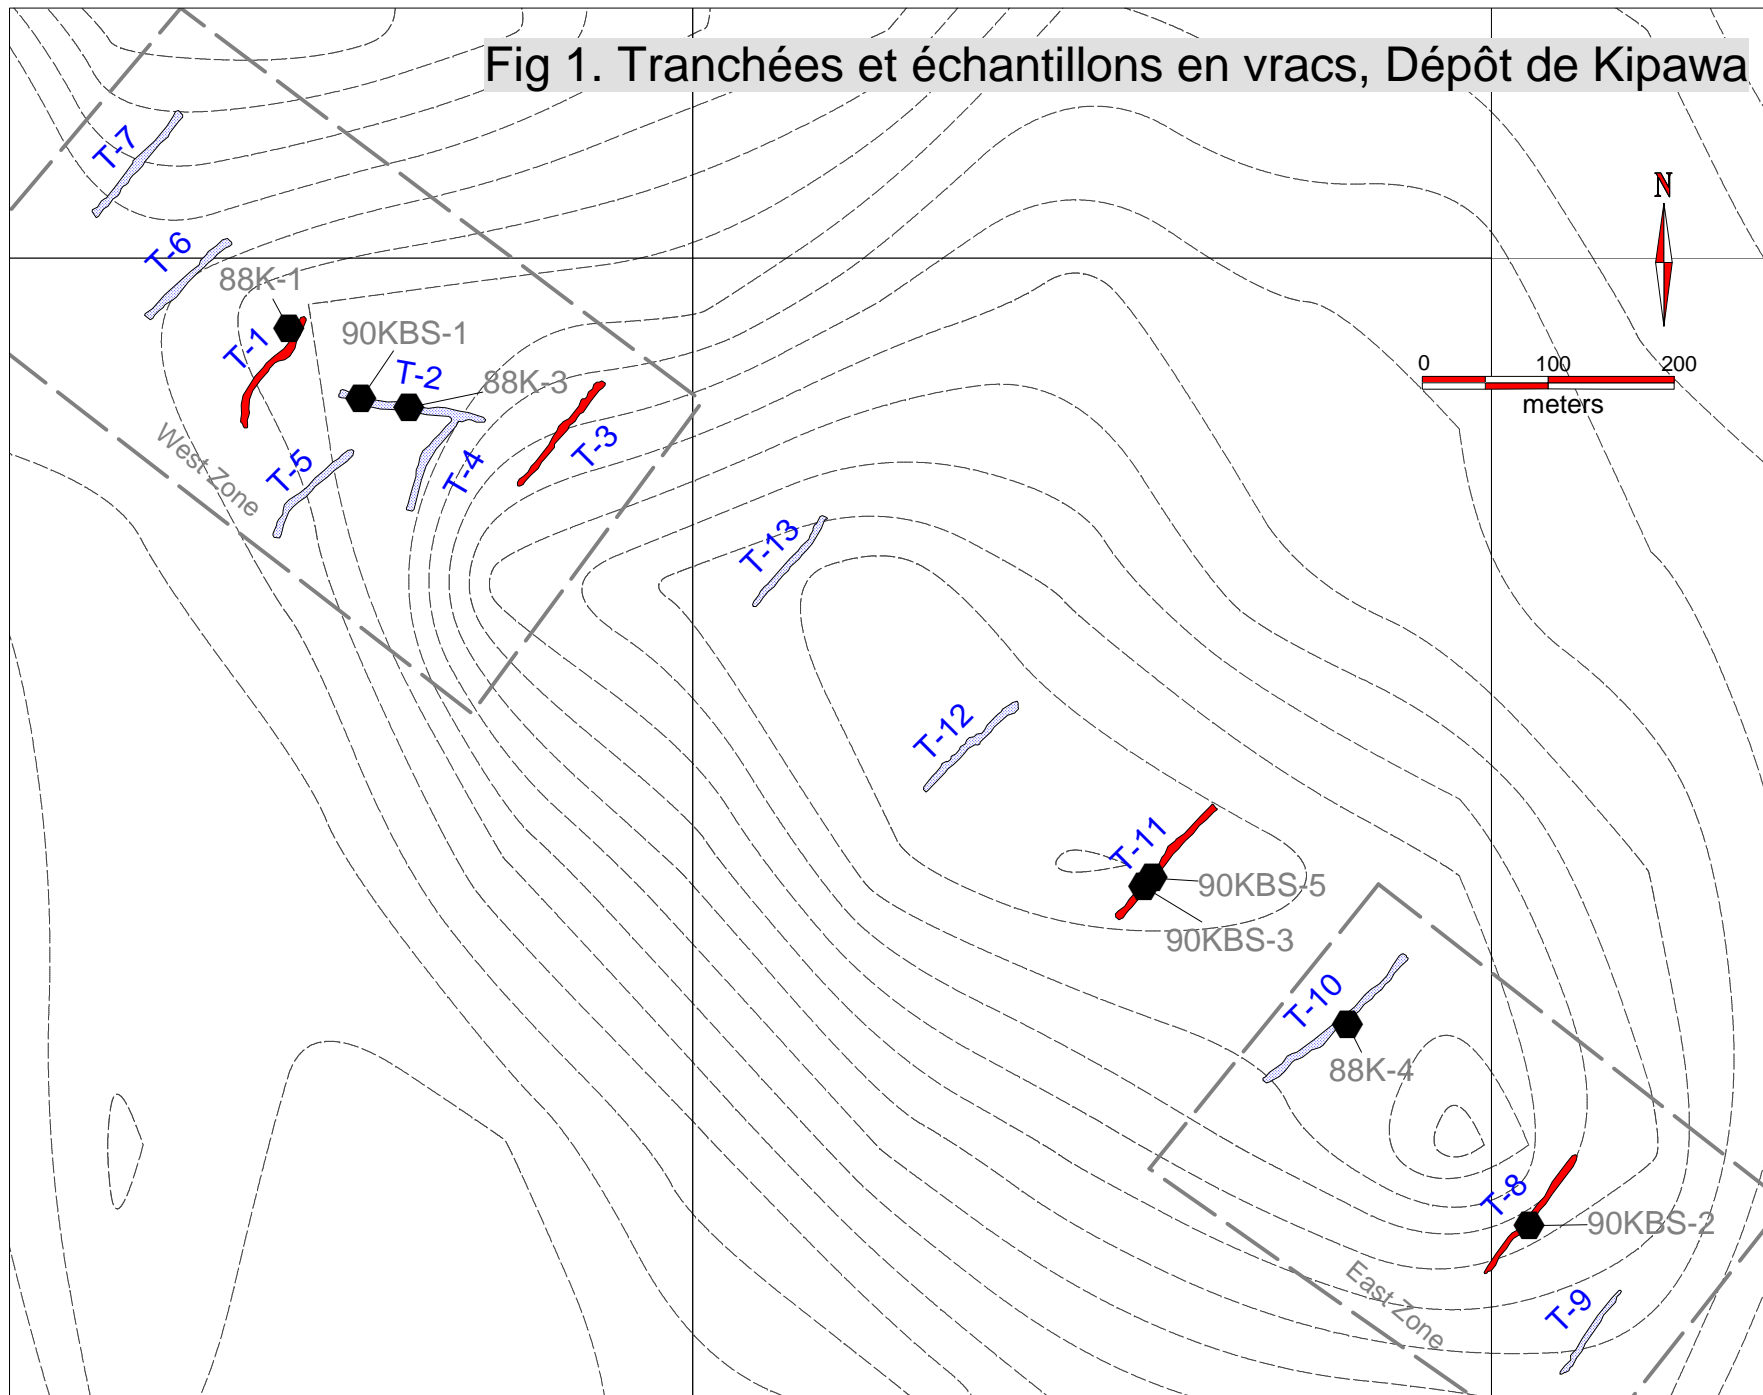 Fig 1. Tranchées et échantillons en vracs, Dépôt de Kipawa
T-7
N
T-6
88K-1
T-1
90KBS-1
T-2
88K-3
0 100 200
meters
West Zone
T-5
T-4
T-3
T-13
T-12
T-11
90KBS-5
90KBS-3
T-10
88K-4
T-8
90KBS-2
East Zone
T-9